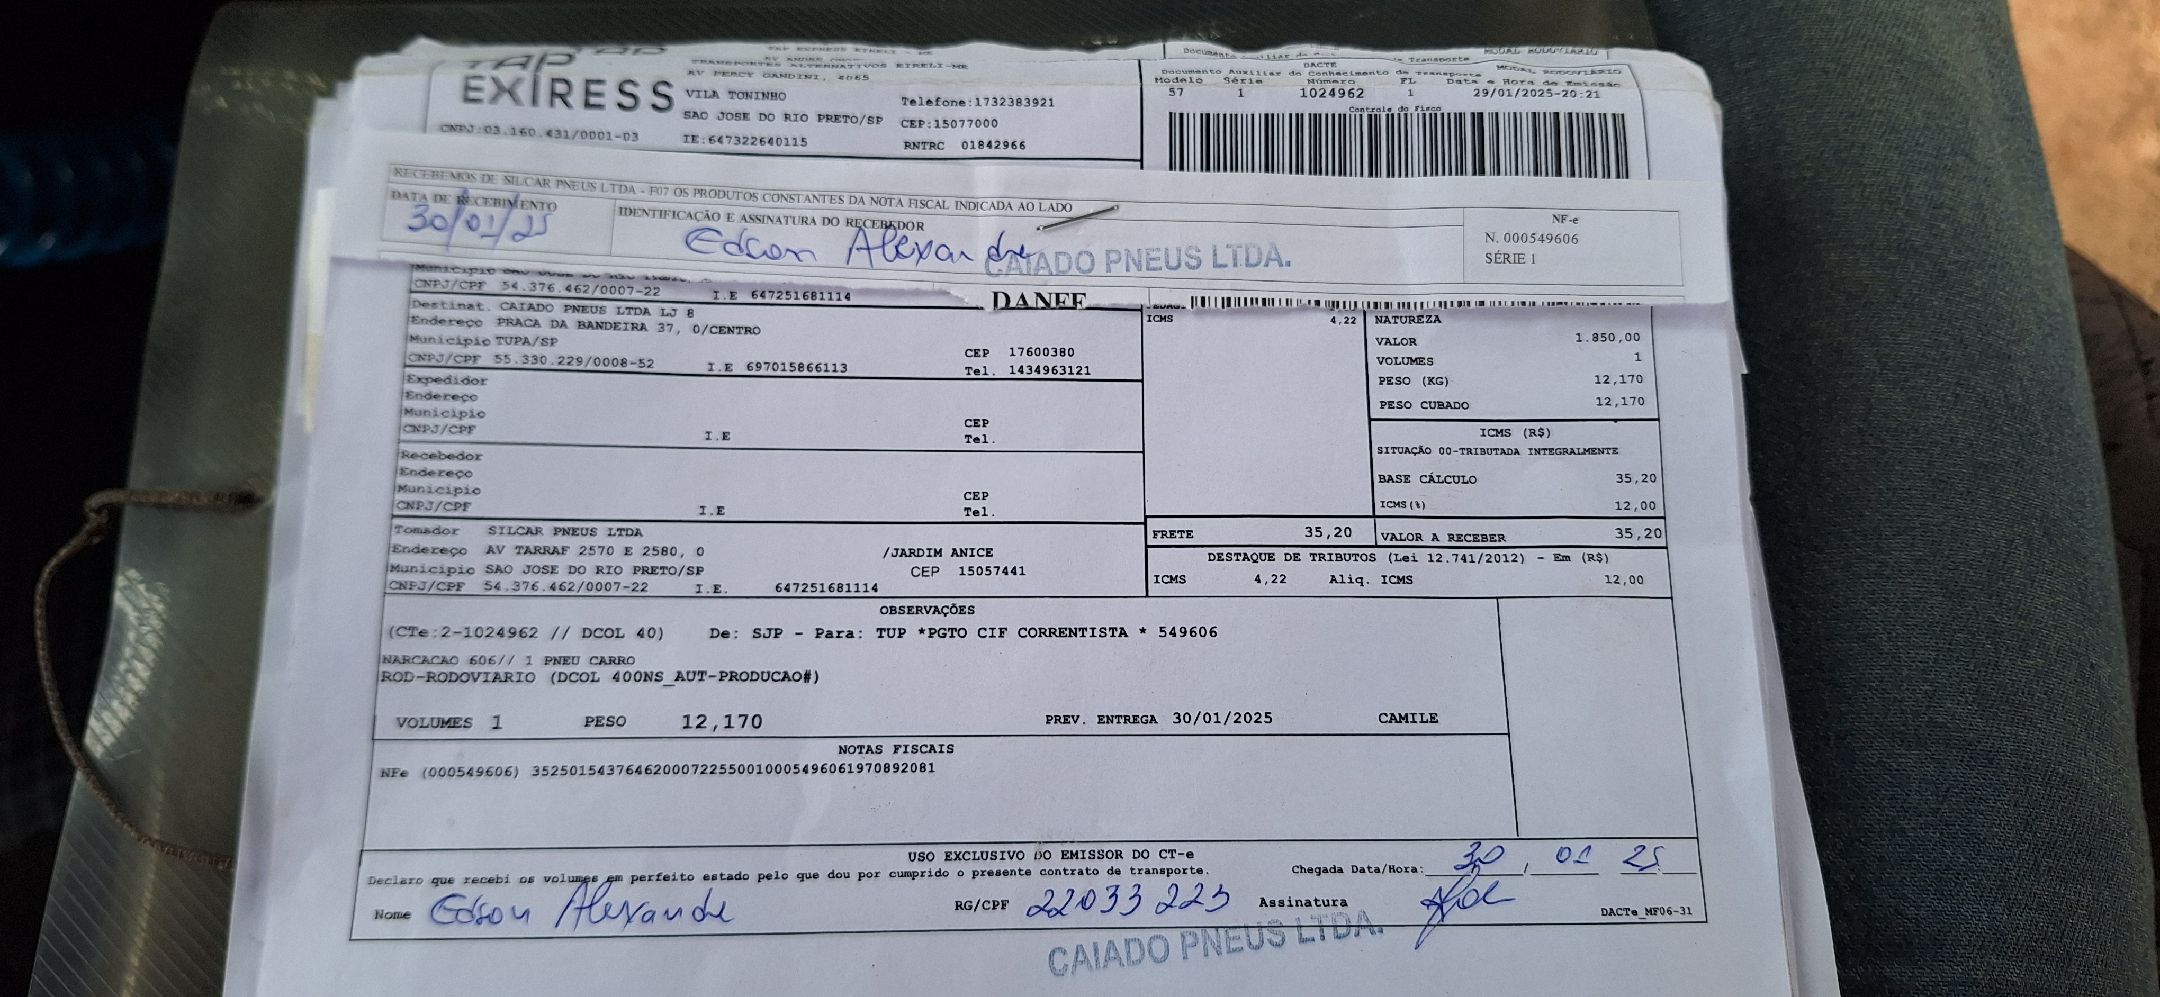 TAP
EXIRESS
TRANSPORTES ALTERNATIVOS EIRELI-ME
AV PERCY GANDINI, 4065
VILA TONINHO
SAO JOSE DO RIO PRETO/SP
Telefone:1732383921
CEP:15077000
CNPJ:03.160.431/0001-03
IE:647322640115
RNTRC 01842966
DACTE
MODAL RODOVIÁRIO
Documento Auxiliar do Conhecimento de Transporte
Modelo Série Número FL Data e Hora de Emissão
57 1 1024962 1 29/01/2025-20:21
Controle do Fisco
RECEBEMOS DE SILCAR PNEUS LTDA - F07 OS PRODUTOS CONSTANTES DA NOTA FISCAL INDICADA AO LADO
DATA DE RECEBIMENTO
30/01/25
IDENTIFICAÇÃO E ASSINATURA DO RECEBEDOR
Edson Alexandre
CAIADO PNEUS LTDA.
NF-e
N. 000549606
SÉRIE 1
CNPJ/CPF 54.376.462/0007-22 I.E 647251681114
DANFE
Destinat. CAIADO PNEUS LTDA LJ 8
Endereço PRACA DA BANDEIRA 37, 0/CENTRO
Municipio TUPA/SP CEP 17600380
CNPJ/CPF 55.330.229/0008-52 I.E 697015866113 Tel. 1434963121
Expedidor
Endereço
Municipio CEP
CNPJ/CPF I.E Tel.
Recebedor
Endereço
Municipio CEP
CNPJ/CPF I.E Tel.
Tomador SILCAR PNEUS LTDA
Endereço AV TARRAF 2570 E 2580, 0 /JARDIM ANICE
Municipio SAO JOSE DO RIO PRETO/SP CEP 15057441
CNPJ/CPF 54.376.462/0007-22 I.E. 647251681114
ICMS 4,22
NATUREZA
VALOR 1.850,00
VOLUMES 1
PESO (KG) 12,170
PESO CUBADO 12,170
ICMS (R$)
SITUAÇÃO 00-TRIBUTADA INTEGRALMENTE
BASE CÁLCULO 35,20
ICMS(%) 12,00
FRETE 35,20 VALOR A RECEBER 35,20
DESTAQUE DE TRIBUTOS (Lei 12.741/2012) - Em (R$)
ICMS 4,22 Aliq. ICMS 12,00
OBSERVAÇÕES
(CTe:2-1024962 // DCOL 40) De: SJP - Para: TUP *PGTO CIF CORRENTISTA * 549606
NARCACAO 606// 1 PNEU CARRO
ROD-RODOVIARIO (DCOL 400NS_AUT-PRODUCAO#)
VOLUMES 1 PESO 12,170 PREV. ENTREGA 30/01/2025 CAMILE
NOTAS FISCAIS
NFe (000549606) 35250154376462000722550010005496061970892081
USO EXCLUSIVO DO EMISSOR DO CT-e
Declaro que recebi os volumes em perfeito estado pelo que dou por cumprido o presente contrato de transporte.
Chegada Data/Hora: 30 / 01 25
Nome Edson Alexandre RG/CPF 22033223 Assinatura
DACTe_MF06-31
CAIADO PNEUS LTDA.